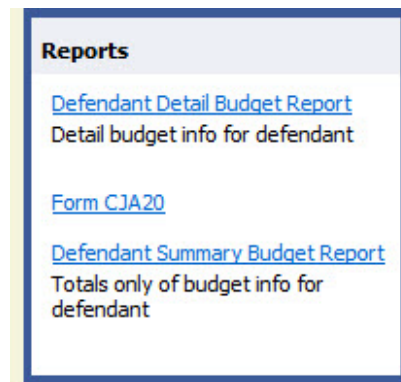 Reports
Defendant Detail Budget Report
Detail budget info for defendant
Form CJA20
Defendant Summary Budget Report
Totals only of budget info for
defendant